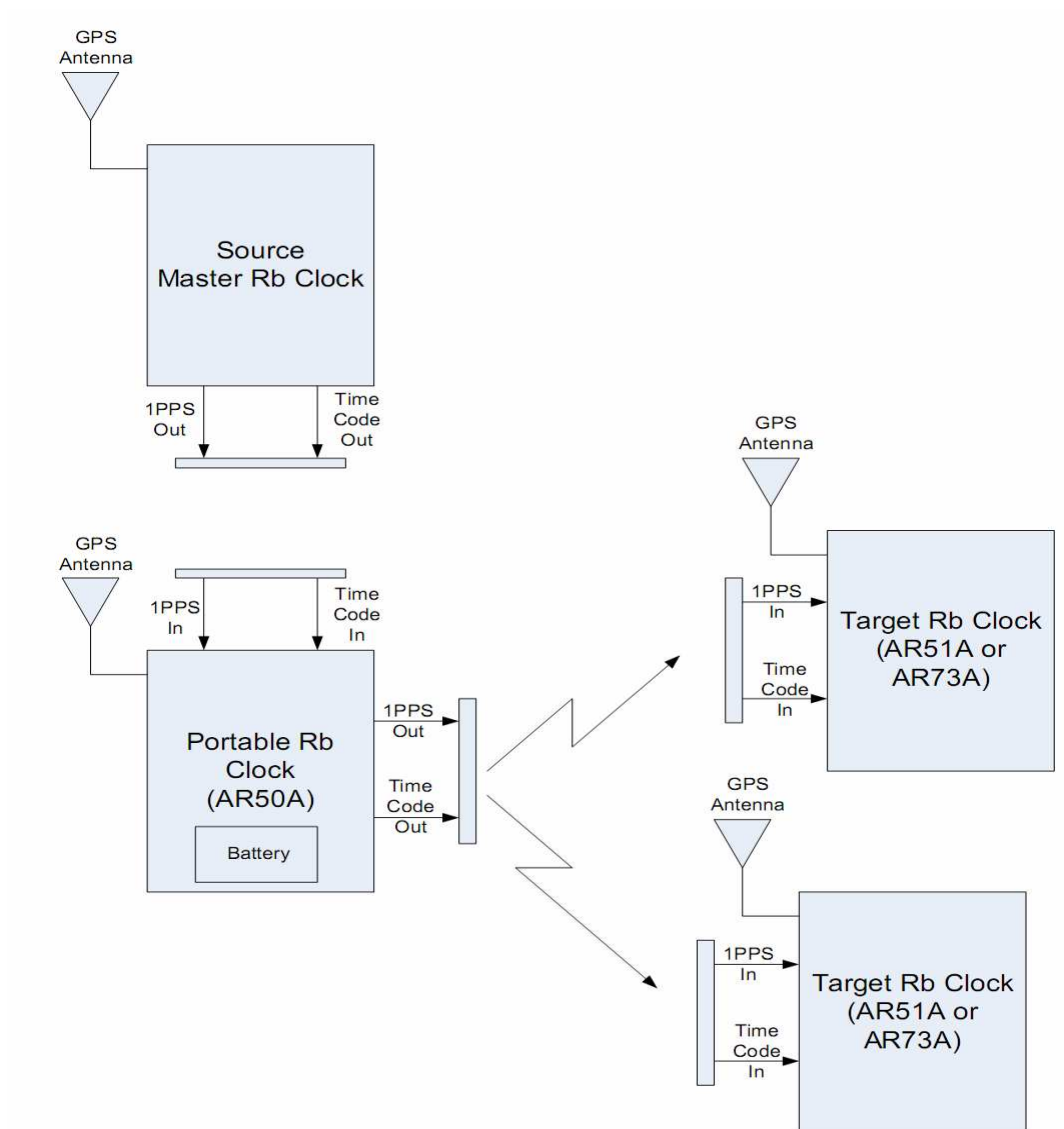 GPS
Antenna
Source
Master Rb Clock
1PPS
Out
Time
Code
Out
GPS
Antenna
1PPS
In
Time
Code
In
Portable Rb
Clock
(AR50A)
Battery
1PPS
Out
Time
Code
Out
GPS
Antenna
1PPS
In
Time
Code
In
Target Rb Clock
(AR51A or
AR73A)
GPS
Antenna
1PPS
In
Time
Code
In
Target Rb Clock
(AR51A or
AR73A)